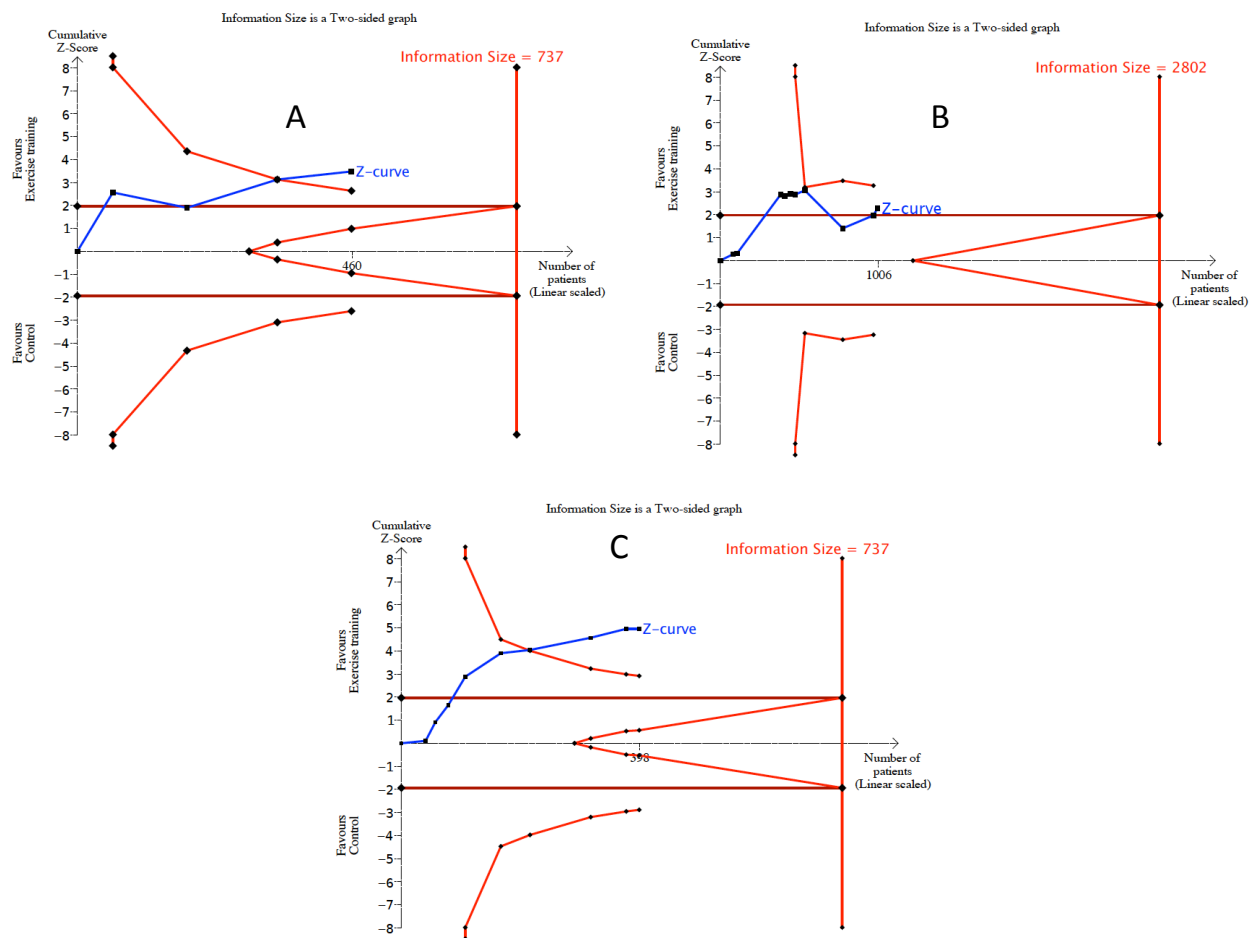 Information Size is a Two-sided graph
Cumulative
Z-Score
Information Size = 737
A
8
7
6
5
4
3
2
1
-1
-2
-3
-4
-5
-6
-7
-8
Favours
Exercise training
Favours
Control
Z-curve
460
Number of
patients
(Linear scaled)
Information Size is a Two-sided graph
Cumulative
Z-Score
Information Size = 2802
B
8
7
6
5
4
3
2
1
-1
-2
-3
-4
-5
-6
-7
-8
Favours
Exercise training
Favours
Control
Z-curve
1006
Number of
patients
(Linear scaled)
Information Size is a Two-sided graph
Cumulative
Z-Score
Information Size = 737
C
8
7
6
5
4
3
2
1
-1
-2
-3
-4
-5
-6
-7
-8
Favours
Exercise training
Favours
Control
Z-curve
398
Number of
patients
(Linear scaled)